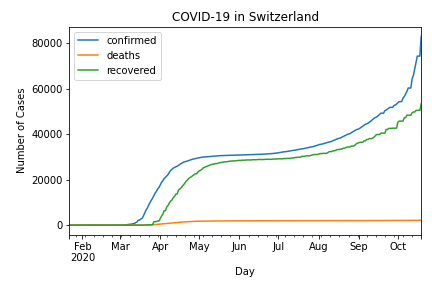 COVID-19 in Switzerland
confirmed
deaths
recovered
Number of Cases
80000
60000
40000
20000
0
Feb Mar Apr May Jun Jul Aug Sep Oct
2020
Day